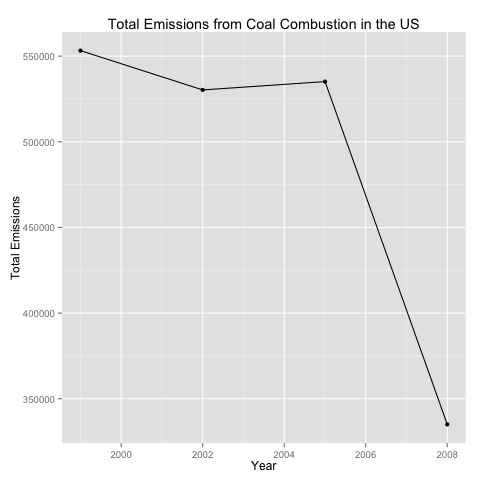 Total Emissions from Coal Combustion in the US
550000
500000
450000
400000
350000
Total Emissions
2000 2002 2004 2006 2008
Year